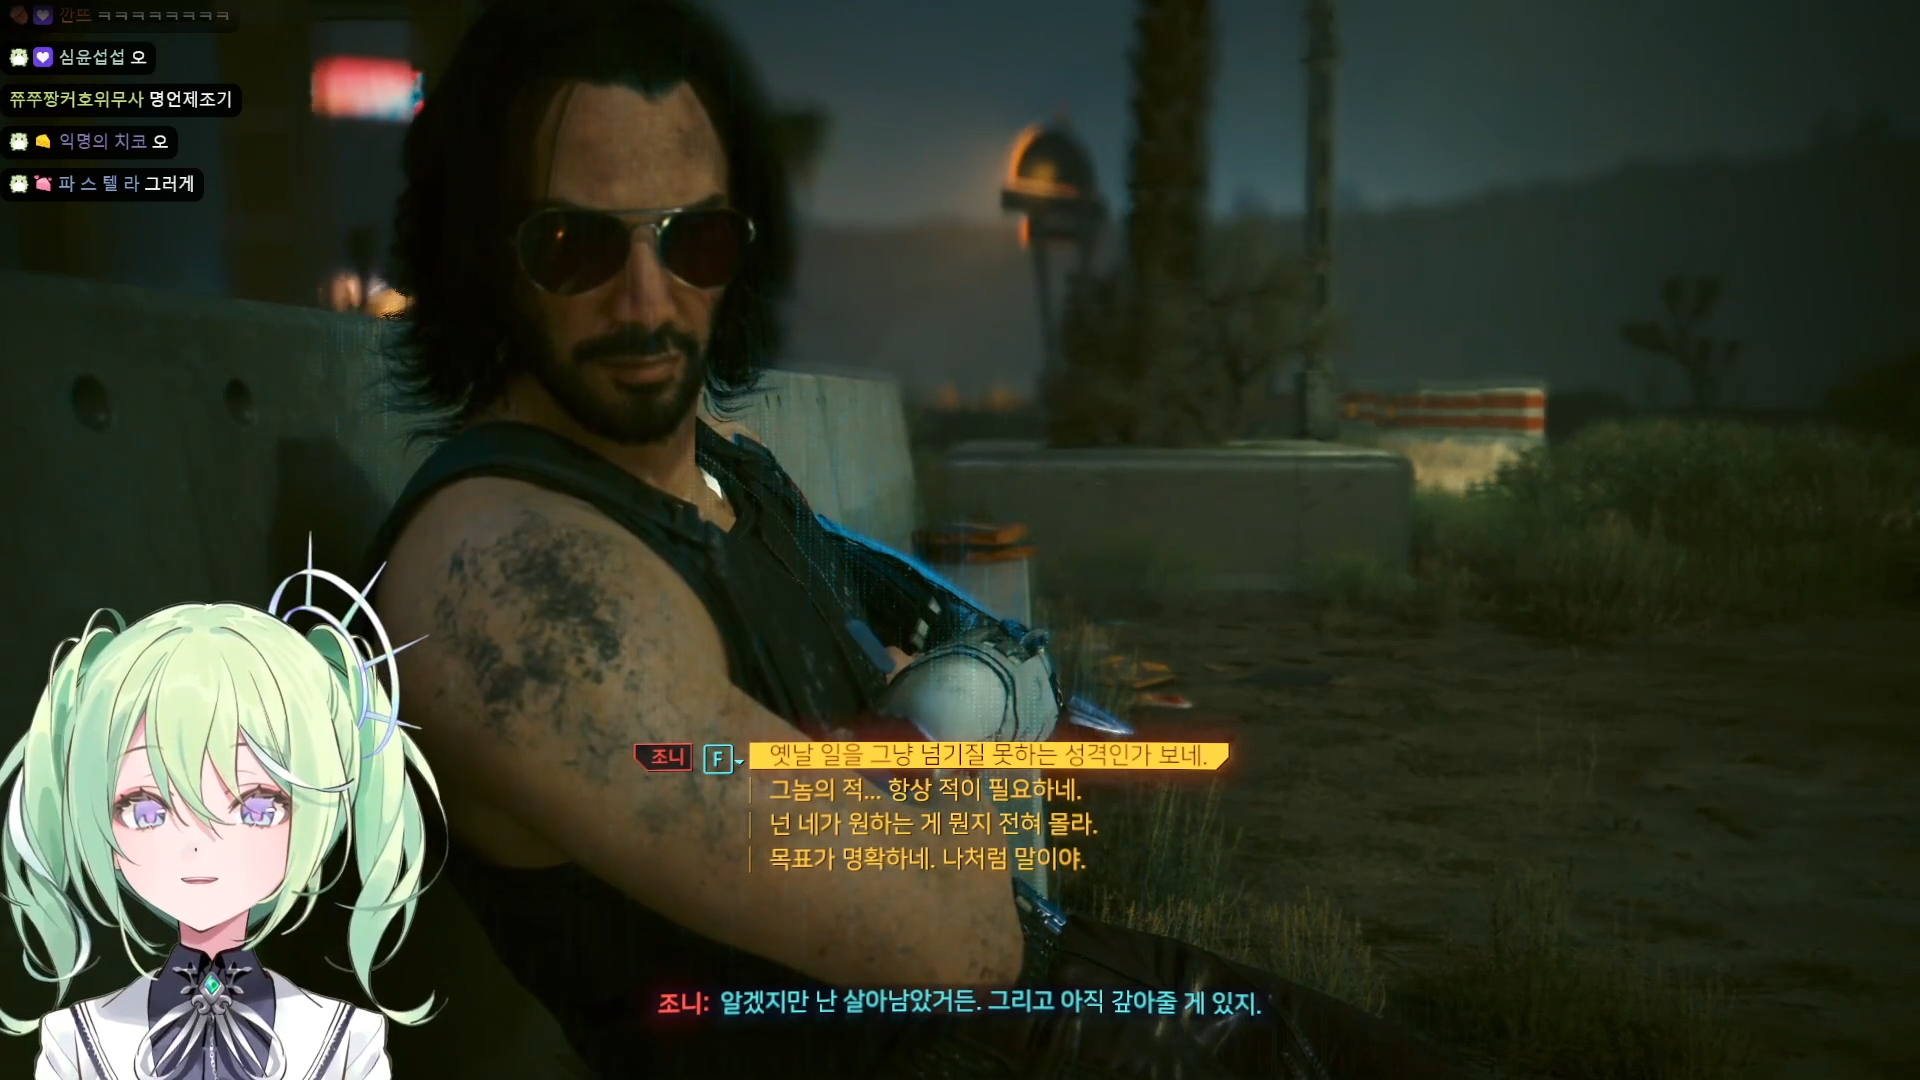 깐뜨 ㅋㅋㅋㅋㅋㅋㅋㅋㅋ
심윤섭섭 오
쮸쭈짱커호위무사 명언제조기
익명의 치코 오
파 스 텔 라 그러게
조니 F 옛날 일을 그냥 넘기질 못하는 성격인가 보네.
그놈의 적... 항상 적이 필요하네.
넌 네가 원하는 게 뭔지 전혀 몰라.
목표가 명확하네. 나처럼 말이야.
조니: 알겠지만 난 살아남았거든. 그리고 아직 갚아줄 게 있지.